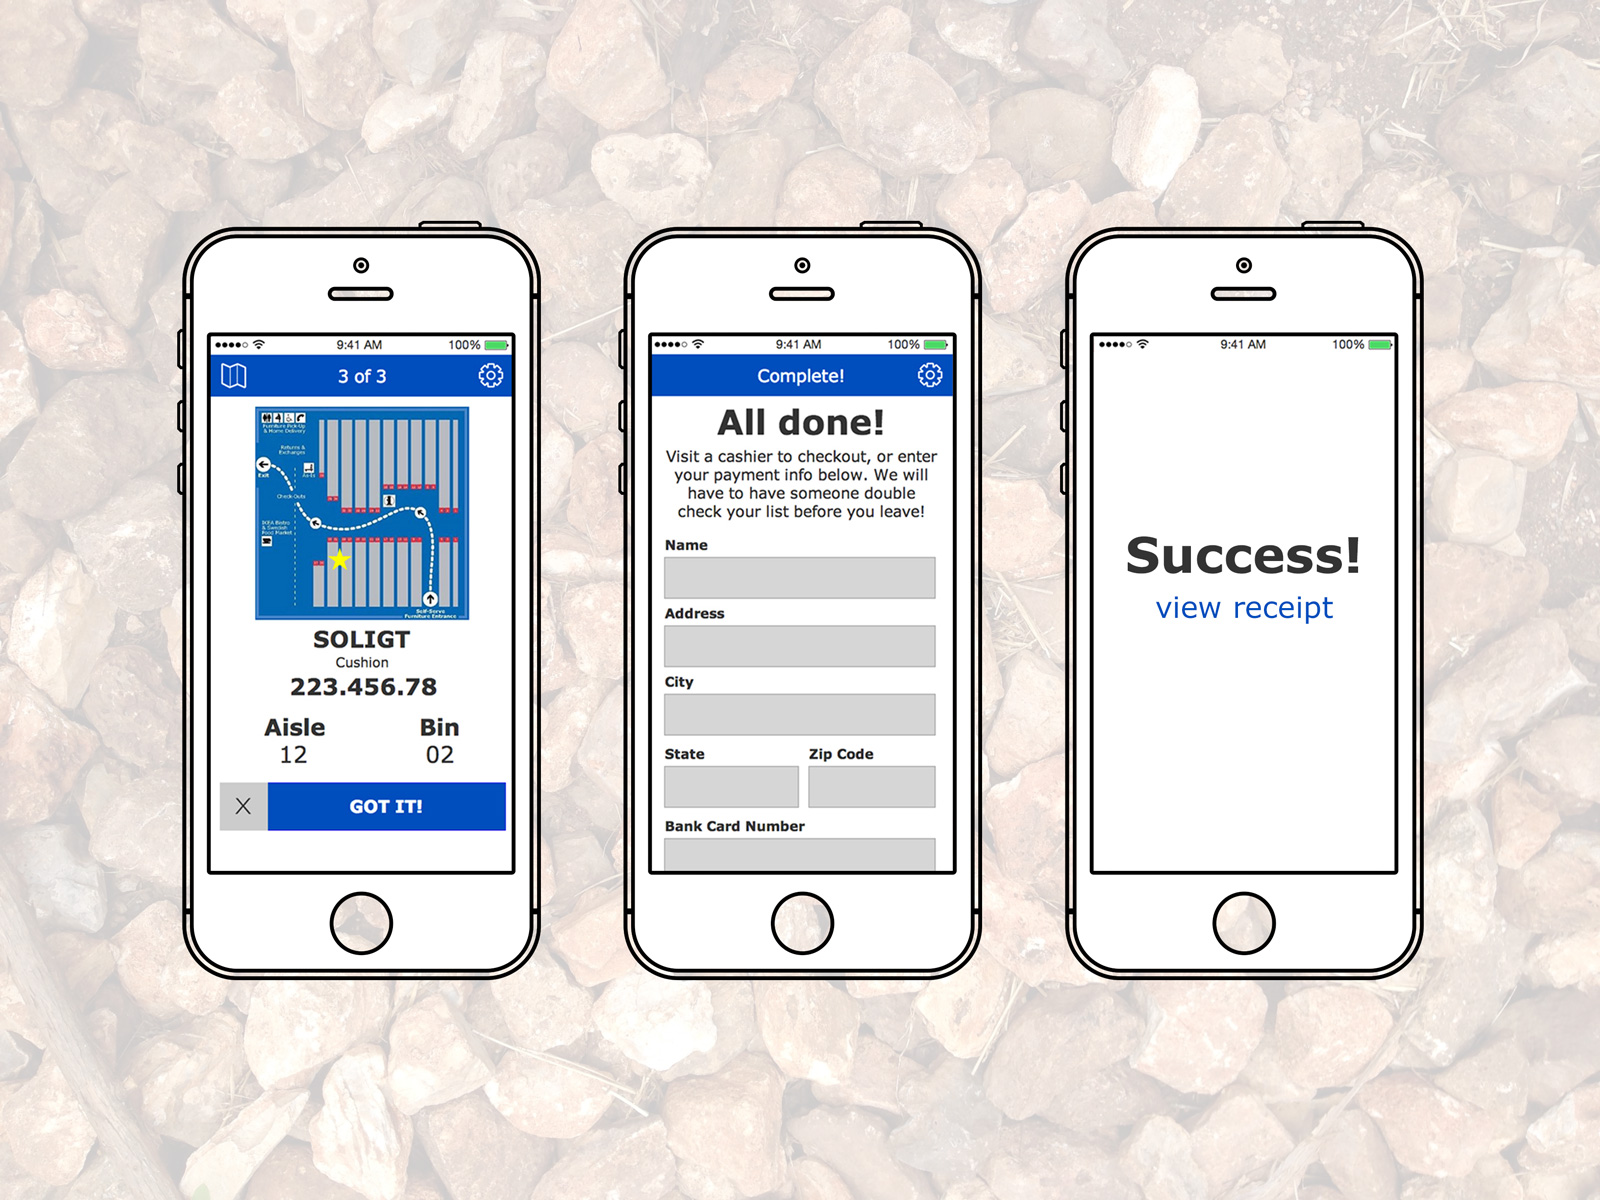 9:41 AM
100%
3 of 3
Furniture Pick-Up
& Home Delivery
Returns &
Exchanges
Exit
As-Is
Check-Outs
IKEA Bistro
& Swedish
Food Market
Self-Serve
Furniture Entrance
SOLIGT
Cushion
223.456.78
Aisle
Bin
12
02
X
GOT IT!
9:41 AM
100%
Complete!
All done!
Visit a cashier to checkout, or enter
your payment info below. We will
have to have someone double
check your list before you leave!
Name
Address
City
State
Zip Code
Bank Card Number
9:41 AM
100%
Success!
view receipt